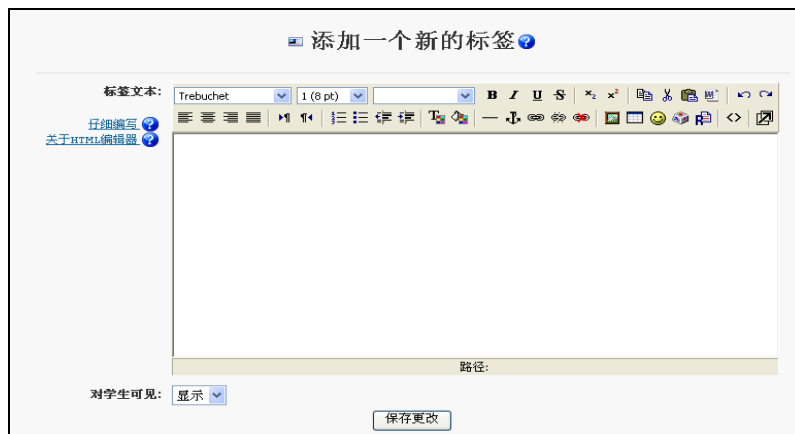 添加一个新的标签
标签文本:
Trebuchet 1 (8 pt) B I U S ×₂ ×²
仔细编写
关于HTML编辑器
路径:
对学生可见: 显示
保存更改